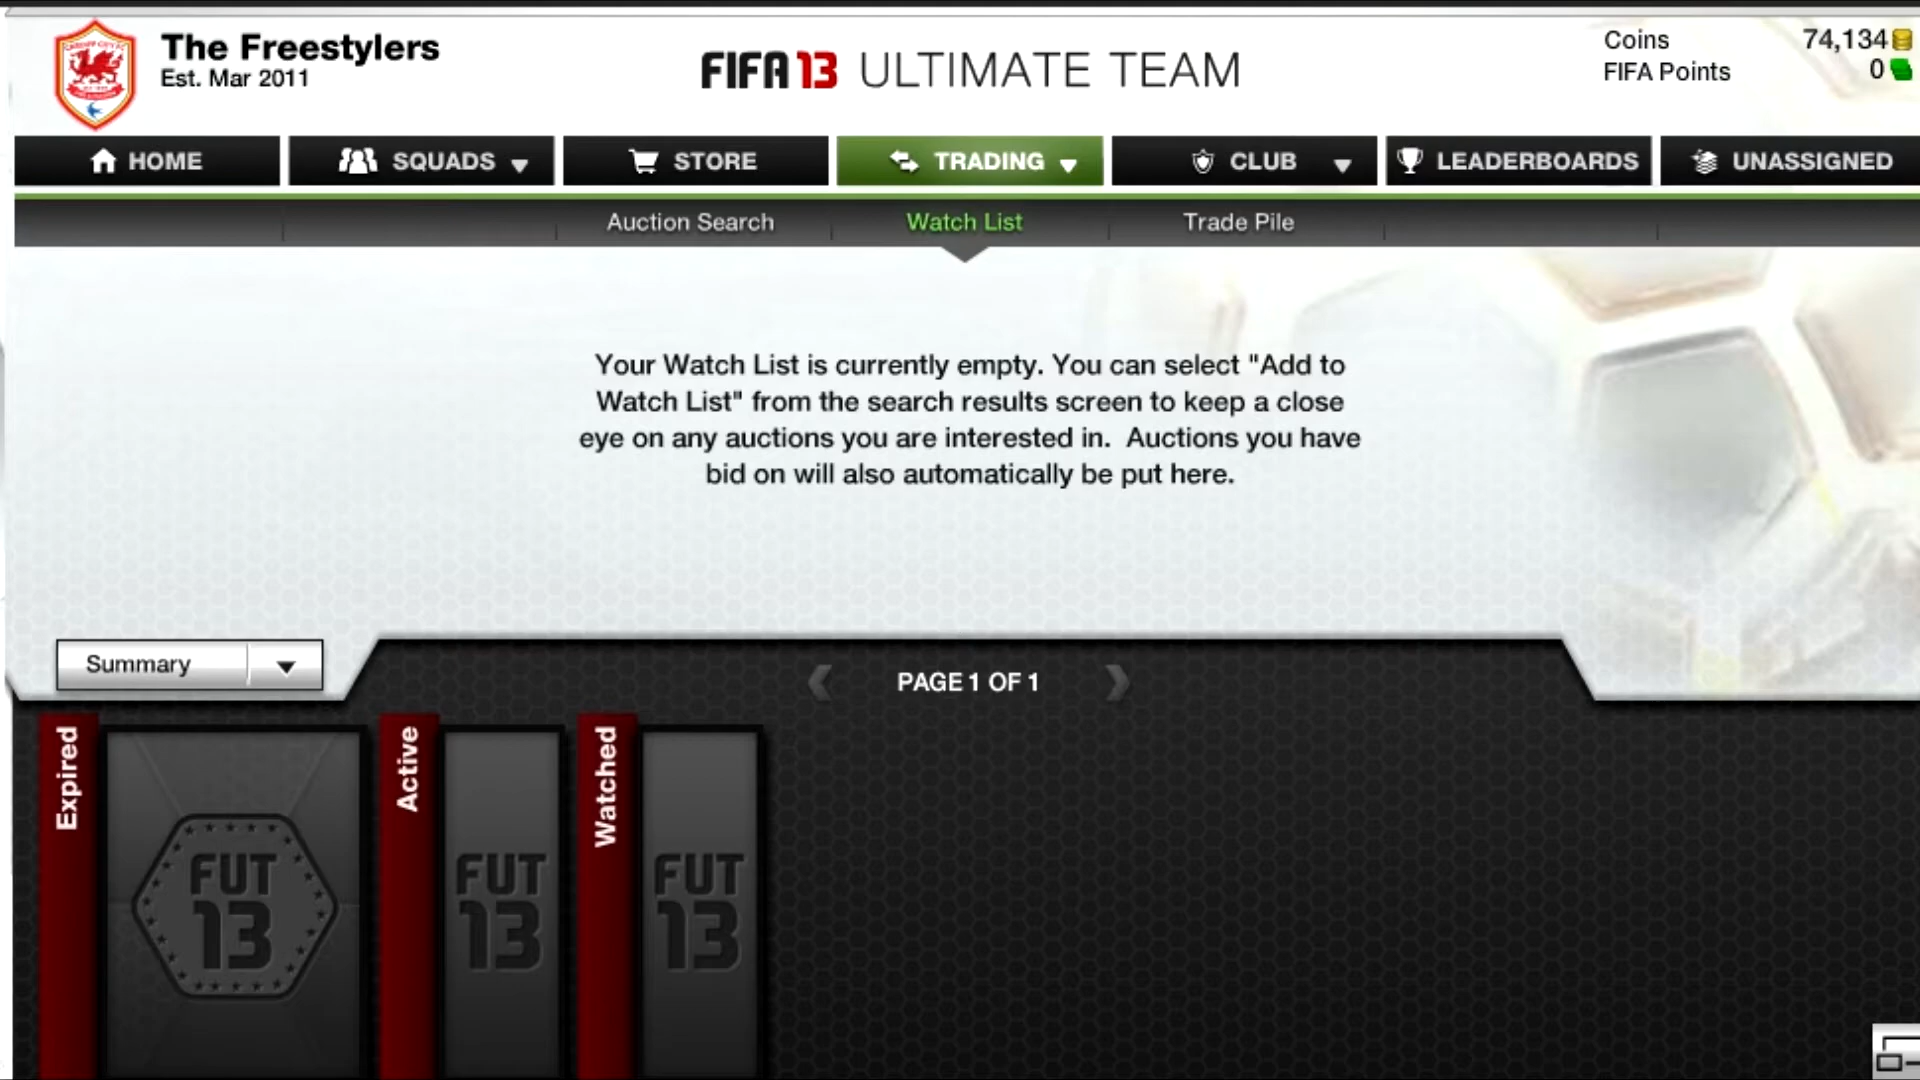 The Freestylers
Est. Mar 2011
FIFA 13 ULTIMATE TEAM
Coins 74,134
FIFA Points 0
HOME
SQUADS
STORE
TRADING
CLUB
LEADERBOARDS
UNASSIGNED
Auction Search
Watch List
Trade Pile
Your Watch List is currently empty. You can select "Add to
Watch List" from the search results screen to keep a close
eye on any auctions you are interested in. Auctions you have
bid on will also automatically be put here.
Summary
PAGE 1 OF 1
Expired
FUT
13
Active
FUT
13
Watched
FUT
13